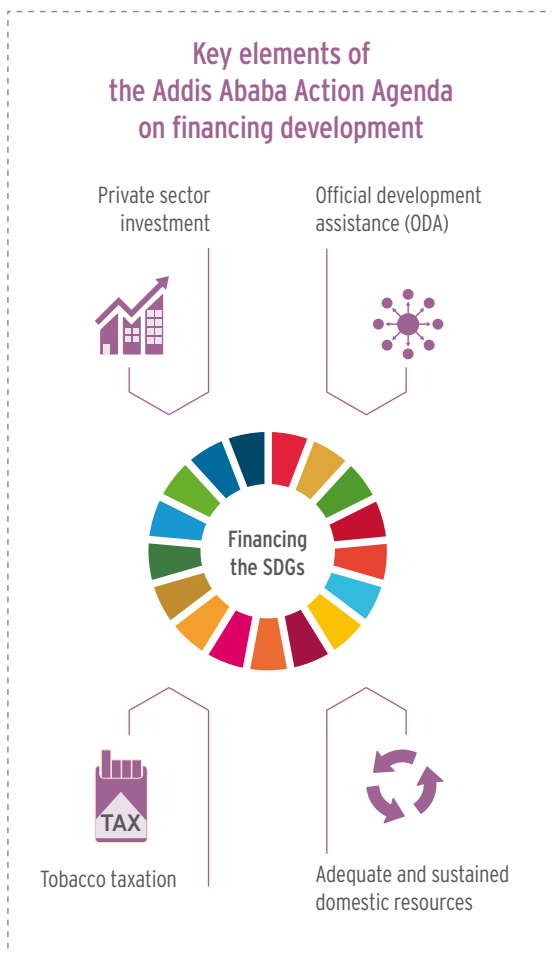 Key elements of
the Addis Ababa Action Agenda
on financing development
Private sector
investment
Official development
assistance (ODA)
Financing
the SDGs
TAX
Tobacco taxation
Adequate and sustained
domestic resources